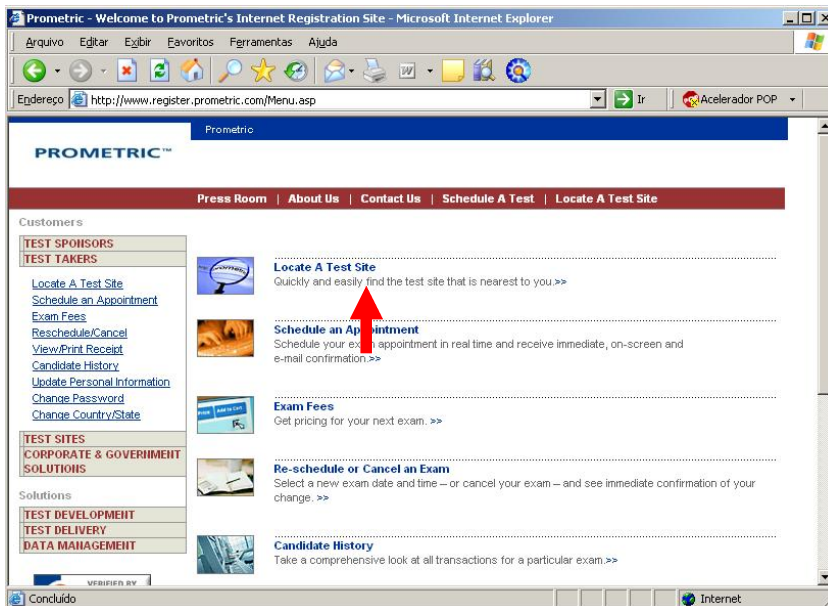 Prometric - Welcome to Prometric's Internet Registration Site - Microsoft Internet Explorer
Arquivo Editar Exibir Favoritos Ferramentas Ajuda
Endereço http://www.register.prometric.com/Menu.asp Ir Acelerador POP
Prometric
PROMETRIC™
Press Room | About Us | Contact Us | Schedule A Test | Locate A Test Site
Customers
TEST SPONSORS
TEST TAKERS
Locate A Test Site
Schedule an Appointment
Exam Fees
Reschedule/Cancel
View/Print Receipt
Candidate History
Update Personal Information
Change Password
Change Country/State
TEST SITES
CORPORATE & GOVERNMENT
SOLUTIONS
Solutions
TEST DEVELOPMENT
TEST DELIVERY
DATA MANAGEMENT
VERIFIED BY
Locate A Test Site
Quickly and easily find the test site that is nearest to you.>>
Schedule an Appointment
Schedule your exam appointment in real time and receive immediate, on-screen and
e-mail confirmation.>>
Exam Fees
Get pricing for your next exam. >>
Re-schedule or Cancel an Exam
Select a new exam date and time – or cancel your exam – and see immediate confirmation of your
change. >>
Candidate History
Take a comprehensive look at all transactions for a particular exam.>>
Concluído Internet